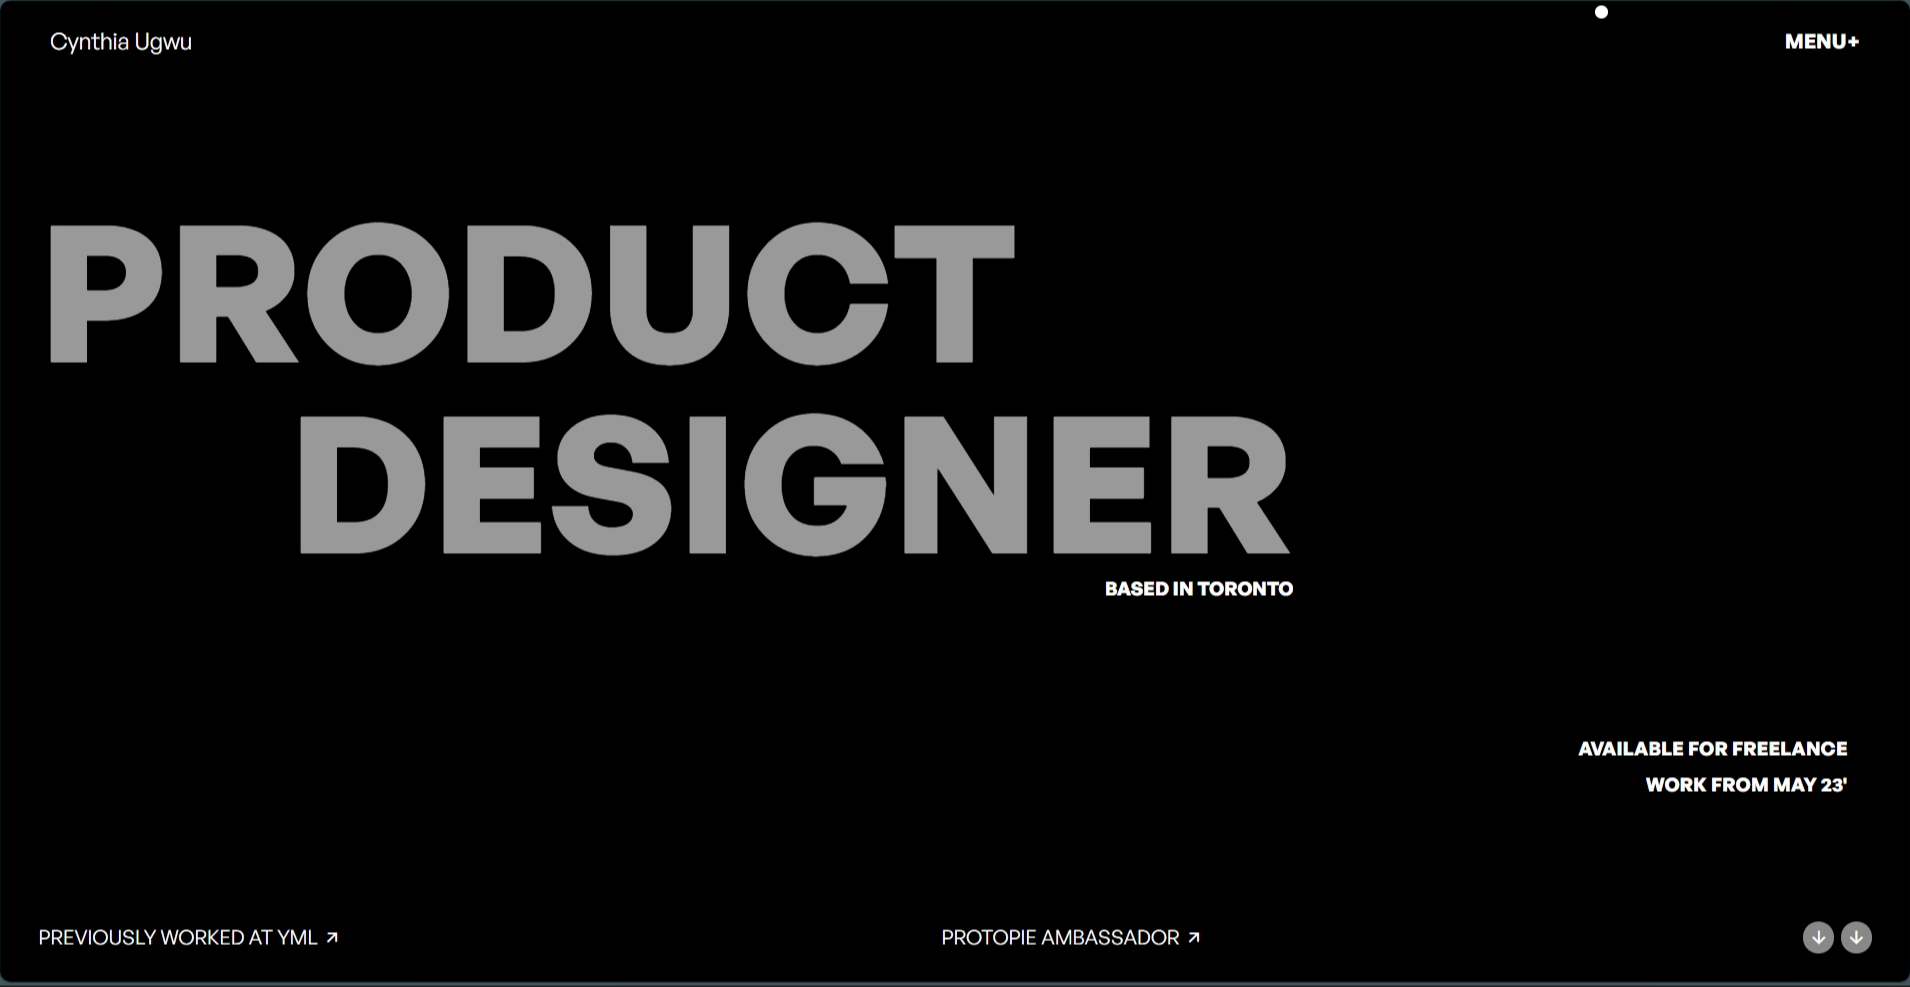 Cynthia Ugwu
MENU+
PRODUCT
DESIGNER
BASED IN TORONTO
AVAILABLE FOR FREELANCE
WORK FROM MAY 23'
PREVIOUSLY WORKED AT YML
PROTOPIE AMBASSADOR